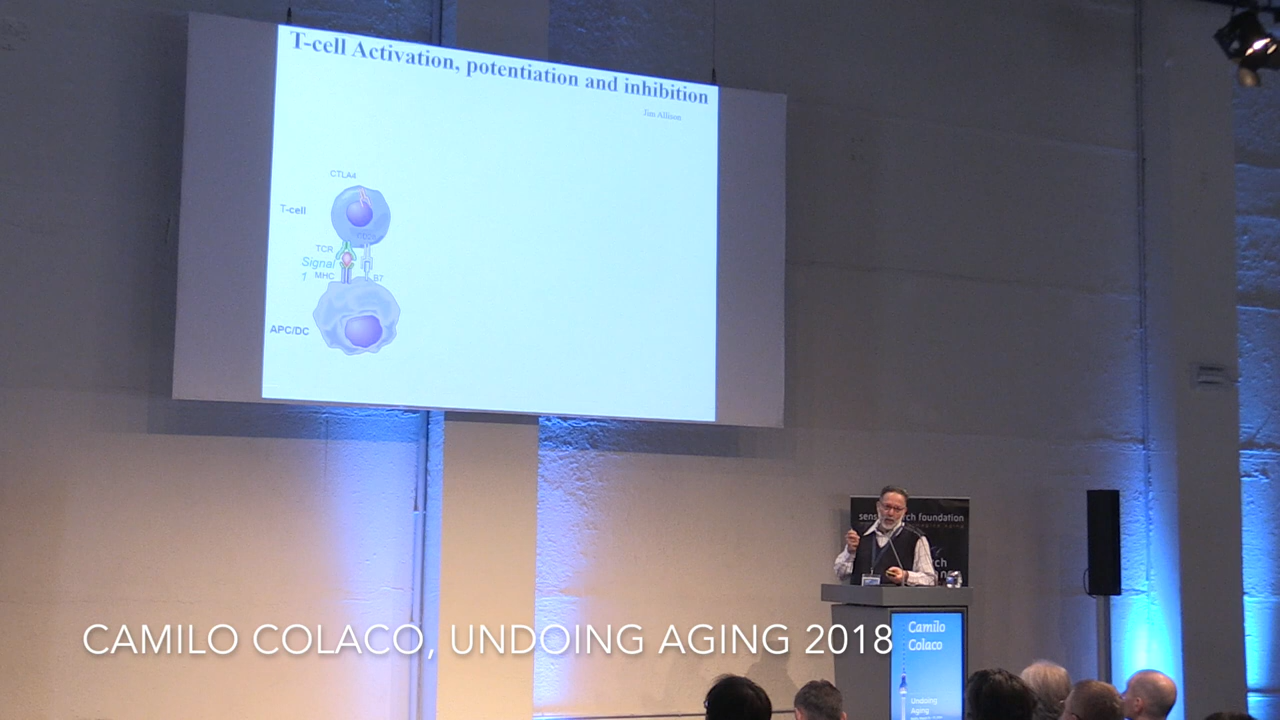 T-cell Activation, potentiation and inhibition
Jim Allison
CTLA4
T-cell
TCR
Signal
1
MHC
B7
APC/DC
foundation
CAMILO COLACO, UNDOING AGING 2018
Camilo
Colaco
Undoing
Aging